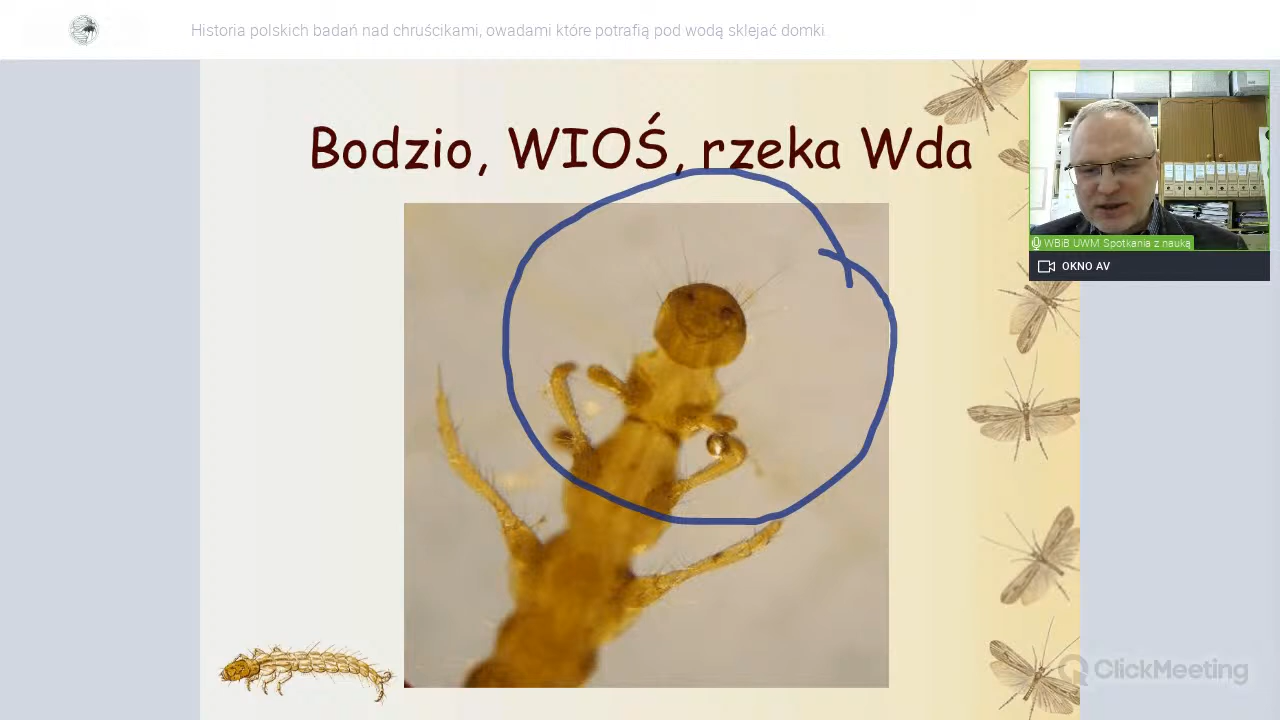 Historia polskich badań nad chruścikami, owadami które potrafią pod wodą sklejać domki.
Bodzio, WIOŚ, rzeka Wda
WBiB UWM Spotkania z nauką
OKNO AV
ClickMeeting